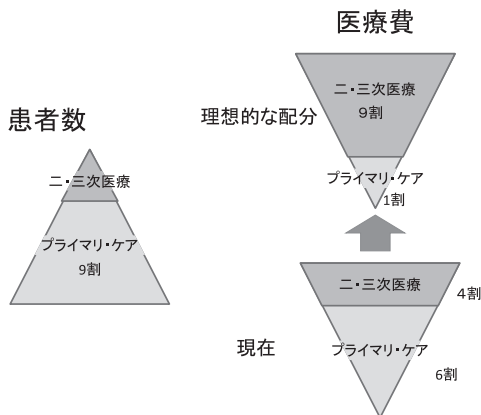 医療費
二・三次医療
9割
理想的な配分
プライマリ・ケア
1割
患者数
二・三次医療
プライマリ・ケア
9割
二・三次医療
4割
現在
プライマリ・ケア
6割